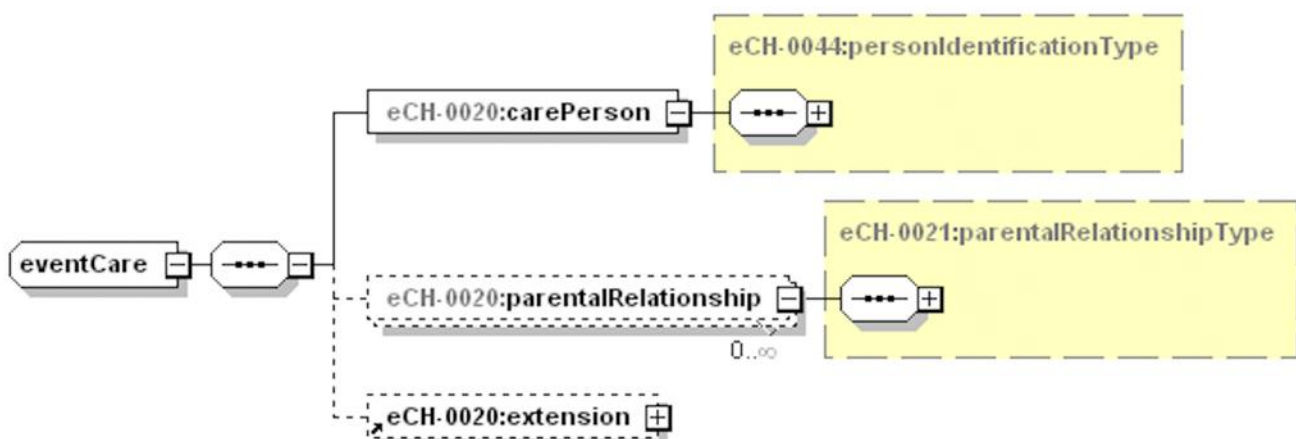 eCH-0044:personIdentificationType
eCH-0020:carePerson
eCH-0021:parentalRelationshipType
eventCare
eCH-0020:parentalRelationship
0..∞
eCH-0020:extension